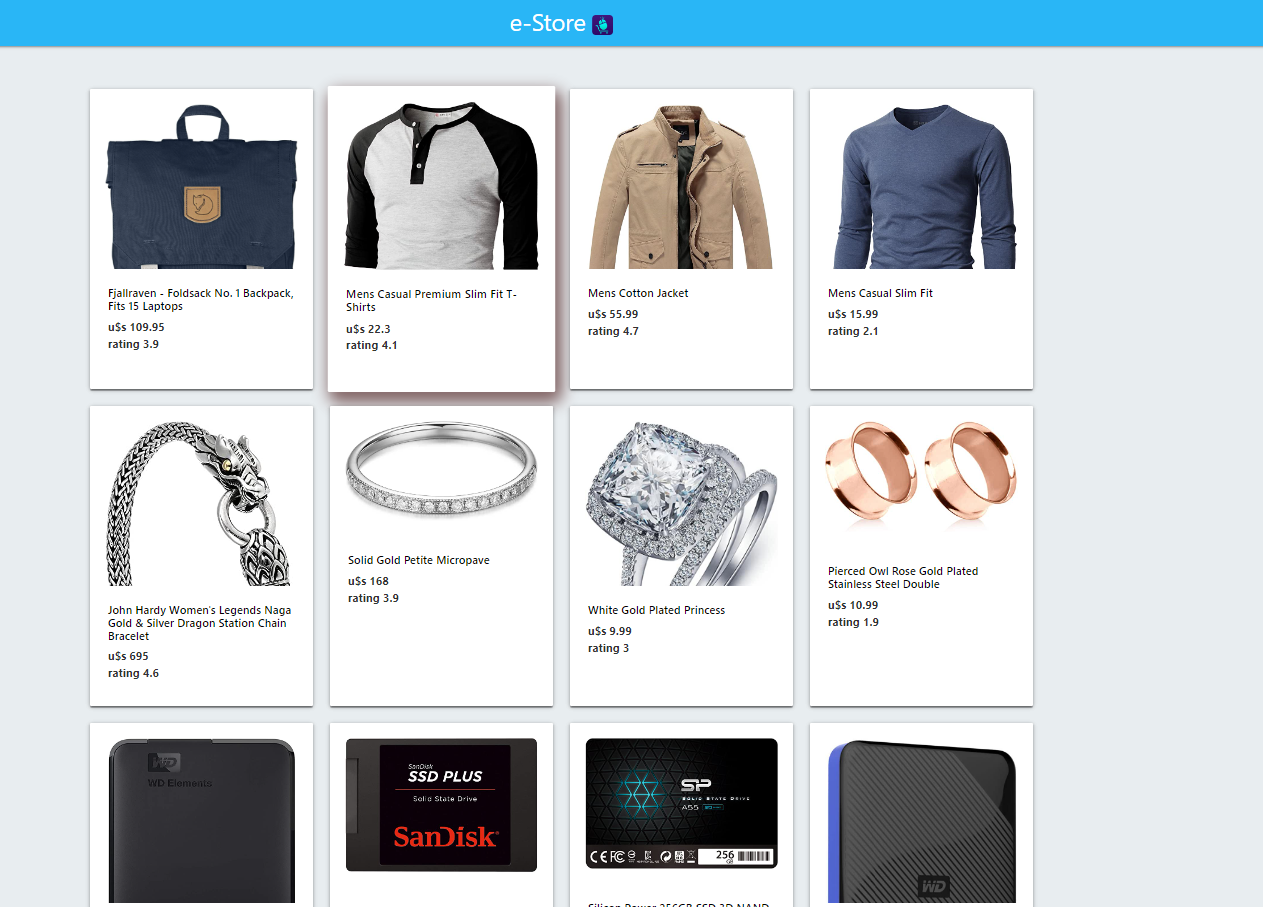 e-Store
Fjallraven - Foldsack No. 1 Backpack,
Fits 15 Laptops
u$s 109.95
rating 3.9
Mens Casual Premium Slim Fit T-
Shirts
u$s 22.3
rating 4.1
Mens Cotton Jacket
u$s 55.99
rating 4.7
Mens Casual Slim Fit
u$s 15.99
rating 2.1
John Hardy Women's Legends Naga
Gold & Silver Dragon Station Chain
Bracelet
u$s 695
rating 4.6
Solid Gold Petite Micropave
u$s 168
rating 3.9
White Gold Plated Princess
u$s 9.99
rating 3
Pierced Owl Rose Gold Plated
Stainless Steel Double
u$s 10.99
rating 1.9
WD
WD Elements
SanDisk
SSD PLUS
Solid State Drive
SanDisk
SP
SOLID STATE DRIVE
A55
256
GB
Silicon Power 256GB SSD 3D NAND
WD